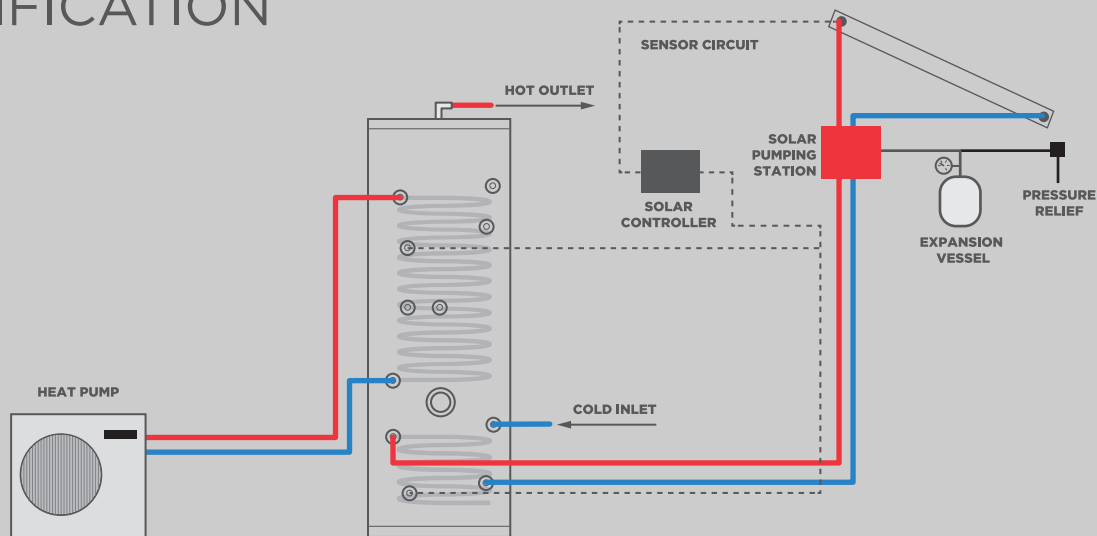 IFICATION
SENSOR CIRCUIT
HOT OUTLET
SOLAR
PUMPING
STATION
SOLAR
CONTROLLER
PRESSURE
RELIEF
EXPANSION
VESSEL
HEAT PUMP
COLD INLET